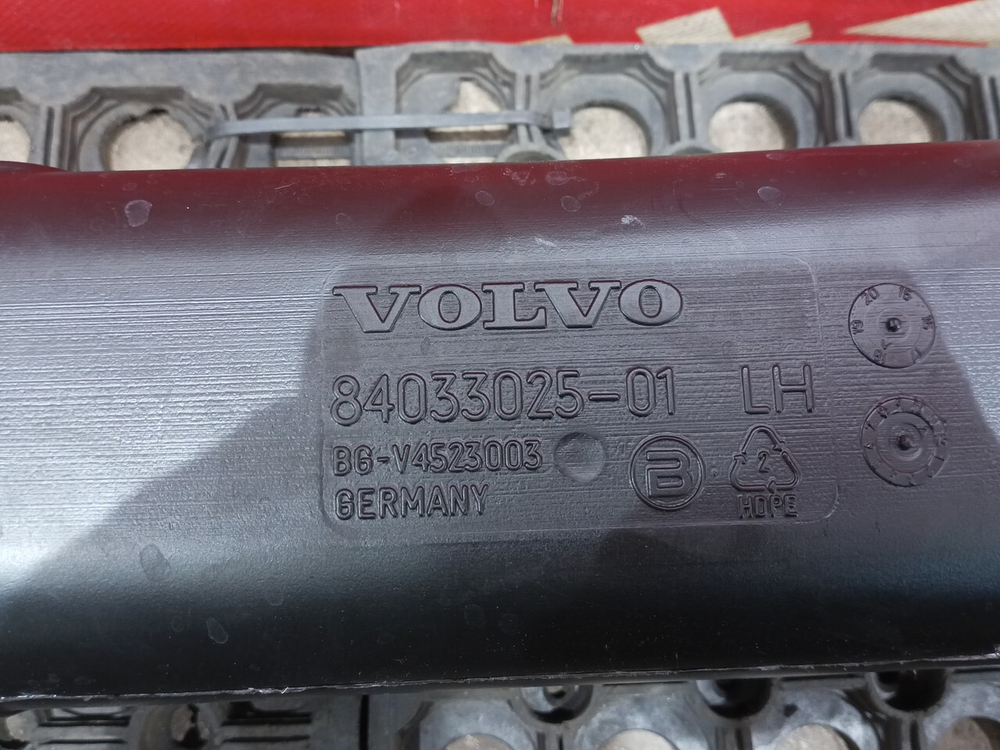 VOLVO
84033025-01 LH
BG-V4523003
GERMANY
B
2
HDPE